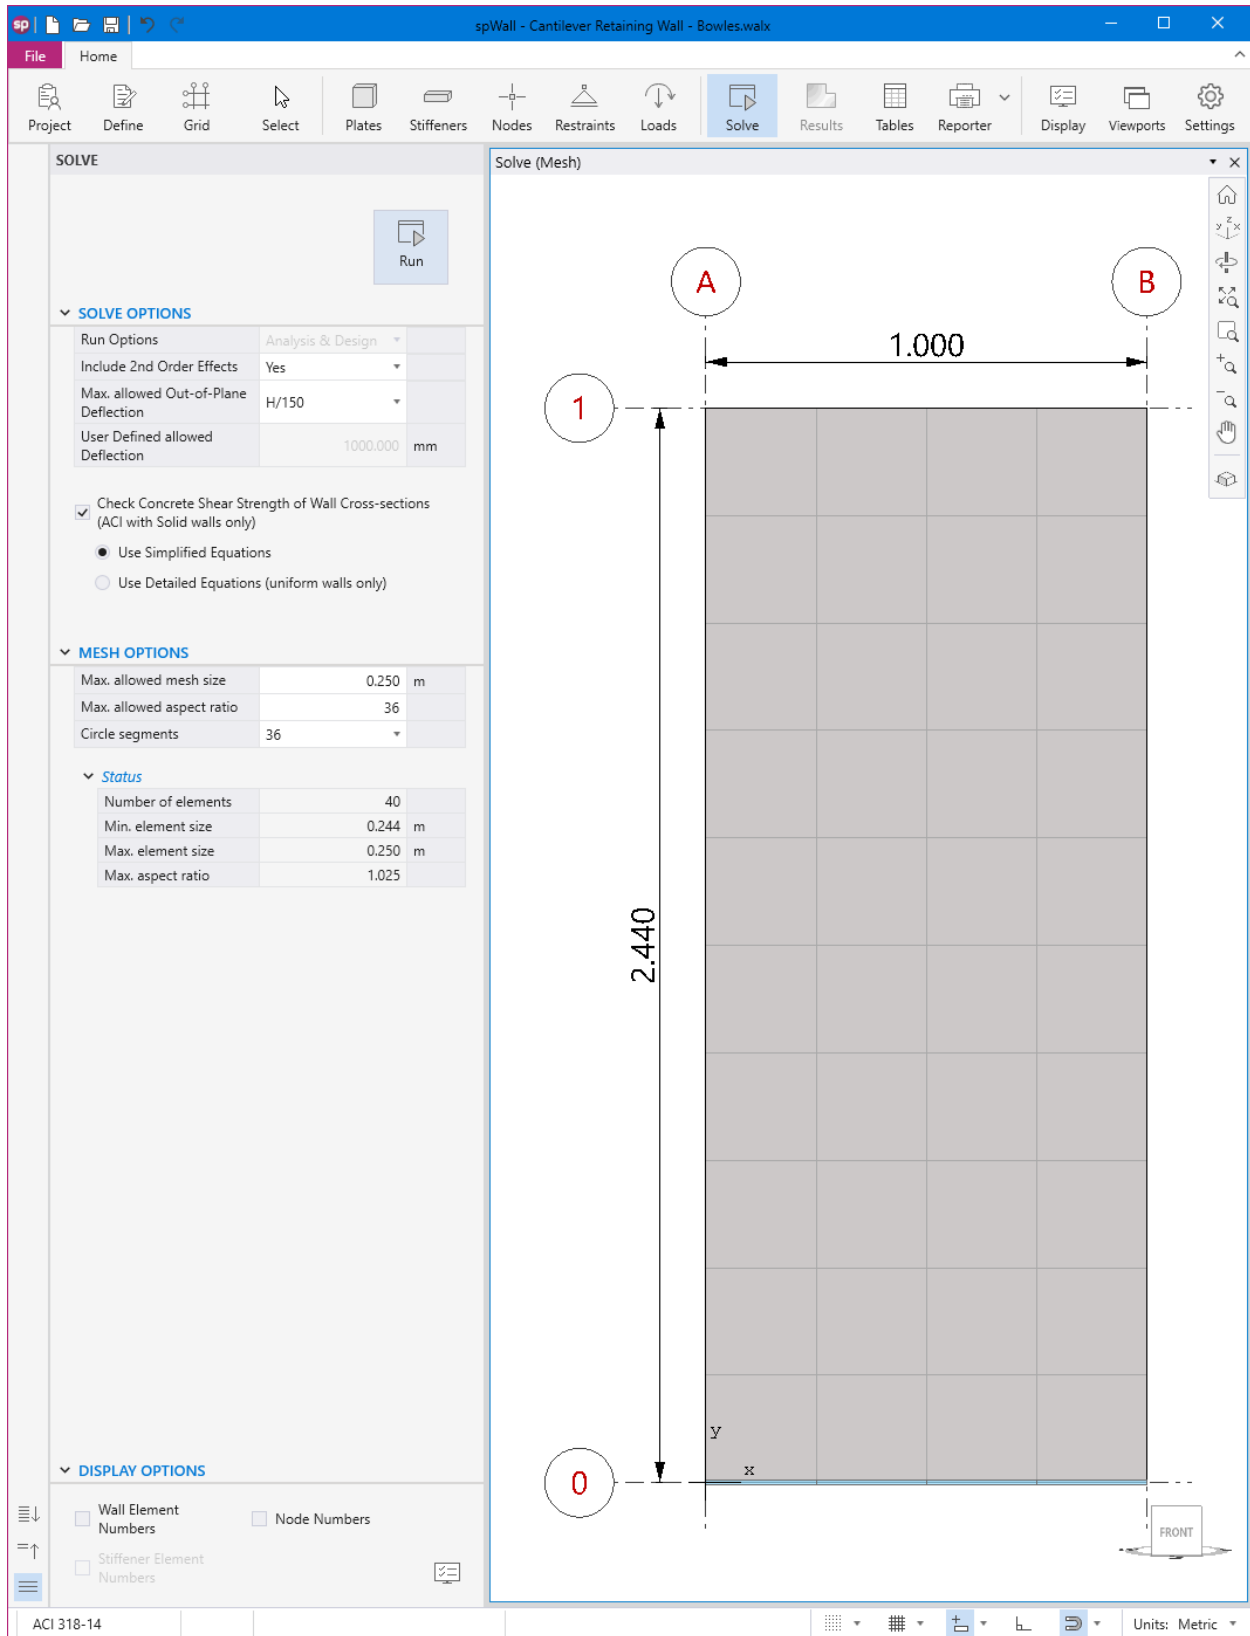 sp
spWall - Cantilever Retaining Wall - Bowles.walx
File Home
Project Define Grid Select Plates Stiffeners Nodes Restraints Loads Solve Results Tables Reporter Display Viewports Settings
SOLVE
Run
SOLVE OPTIONS
Run Options Analysis & Design
Include 2nd Order Effects Yes
Max. allowed Out-of-Plane
Deflection H/150
User Defined allowed
Deflection 1000.000 mm
Check Concrete Shear Strength of Wall Cross-sections
(ACI with Solid walls only)
Use Simplified Equations
Use Detailed Equations (uniform walls only)
MESH OPTIONS
Max. allowed mesh size 0.250 m
Max. allowed aspect ratio 36
Circle segments 36
Status
Number of elements 40
Min. element size 0.244 m
Max. element size 0.250 m
Max. aspect ratio 1.025
DISPLAY OPTIONS
Wall Element
Numbers
Node Numbers
Stiffener Element
Numbers
Solve (Mesh)
z
y x
A B
1.000
1
2.440
y
x
0
FRONT
ACI 318-14
Units: Metric